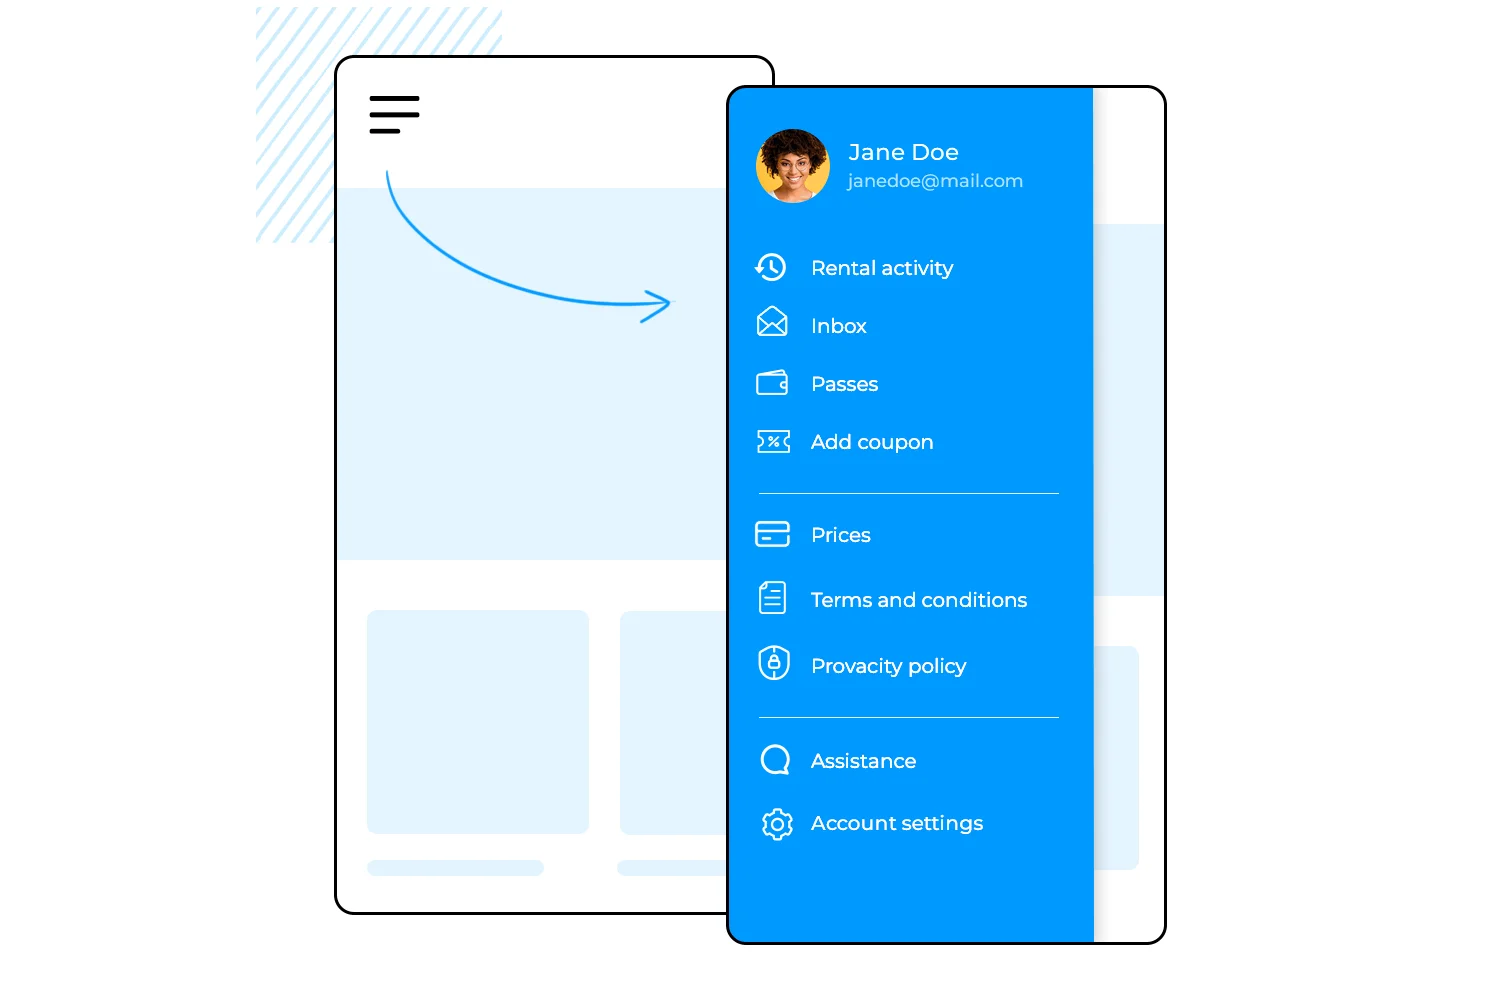 Jane Doe
janedoe@mail.com
Rental activity
Inbox
Passes
Add coupon
Prices
Terms and conditions
Provacity policy
Assistance
Account settings